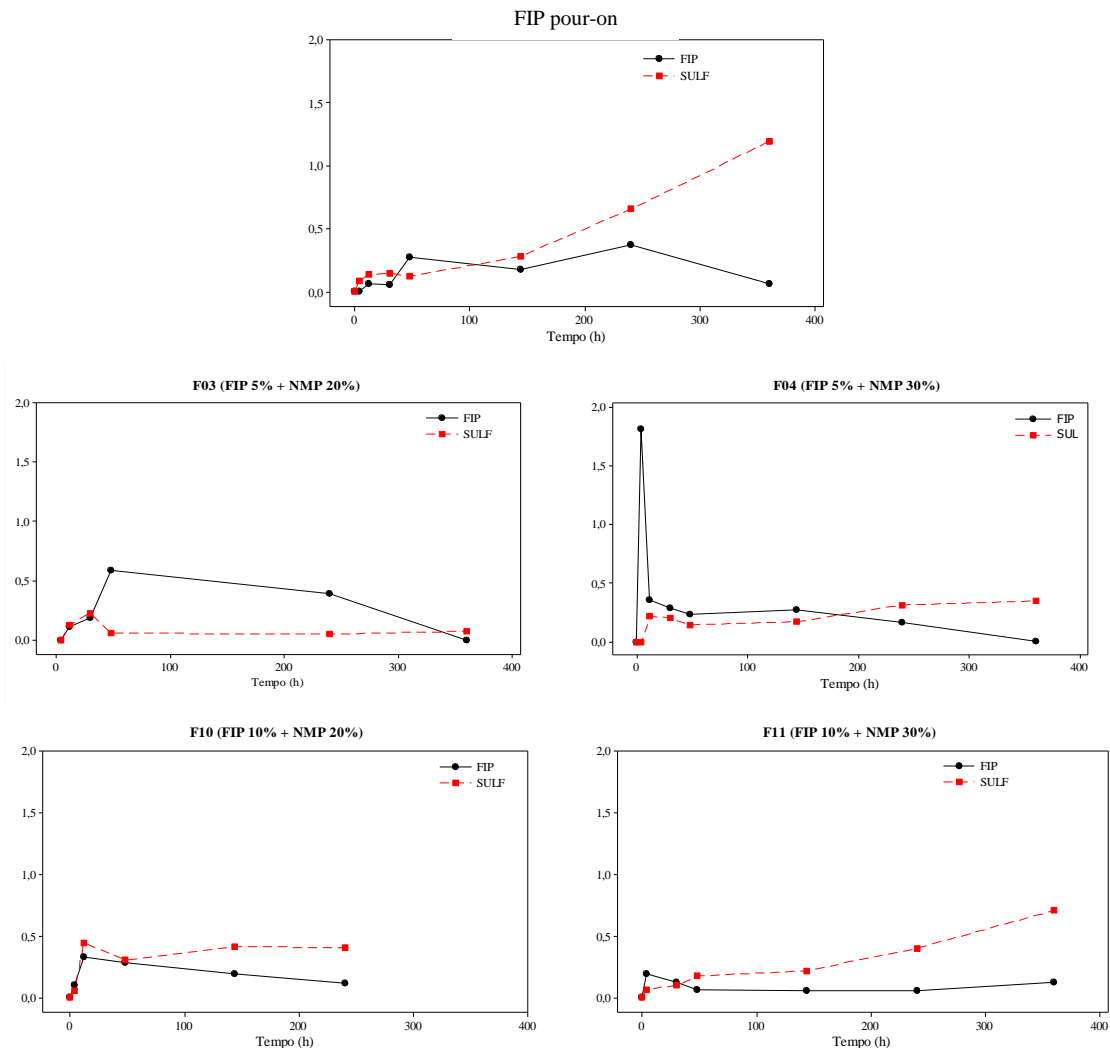 FIP pour-on
2,0
FIP
SULF
1,5
1,0
0,5
0,0
0 100 200 300 400
Tempo (h)
F03 (FIP 5% + NMP 20%)
2,0
FIP
SULF
1,5
1,0
0,5
0,0
0 100 200 300 400
Tempo (h)
F04 (FIP 5% + NMP 30%)
2,0
FIP
SUL
1,5
1,0
0,5
0,0
0 100 200 300 400
Tempo (h)
F10 (FIP 10% + NMP 20%)
2,0
FIP
SULF
1,5
1,0
0,5
0,0
0 100 200 300 400
Tempo (h)
F11 (FIP 10% + NMP 30%)
2,0
FIP
SULF
1,5
1,0
0,5
0,0
0 100 200 300 400
Tempo (h)